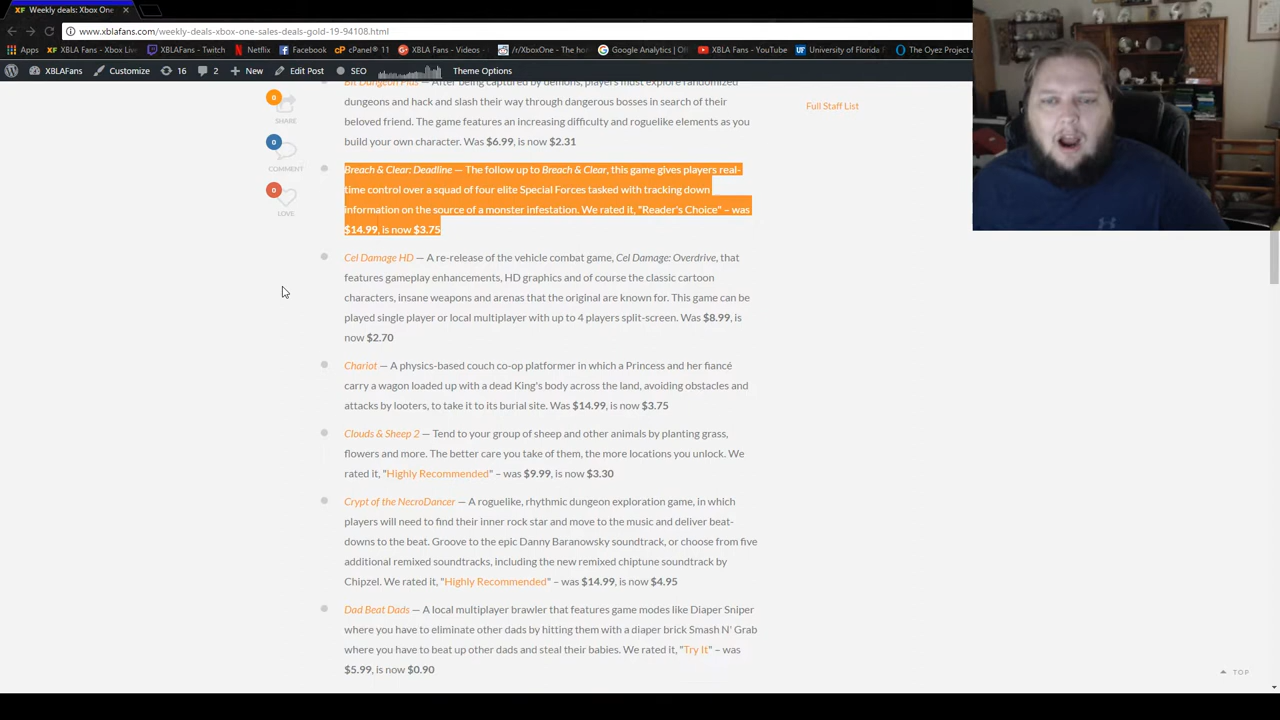 Weekly deals: Xbox One
www.xblafans.com/weekly-deals-xbox-one-sales-deals-gold-19-94108.html
Apps XBLA Fans - Xbox Live XBLAFans - Twitch Netflix Facebook cPanel 11 XBLA Fans - Videos - /r/XboxOne - The ho Google Analytics | Goo XBLA Fans - YouTube University of Florida The Oyez Project
XBLAFans Customize 16 2 New Edit Post SEO Theme Options
Bit Dungeon Plus — After being captured by demons, players must explore randomized
dungeons and hack and slash their way through dangerous bosses in search of their
beloved friend. The game features an increasing difficulty and roguelike elements as you
build your own character. Was $6.99, is now $2.31
0
SHARE
0
COMMENT
0
LOVE
Full Staff List
Breach & Clear: Deadline — The follow up to Breach & Clear, this game gives players real-
time control over a squad of four elite Special Forces tasked with tracking down
information on the source of a monster infestation. We rated it, "Reader's Choice" – was
$14.99, is now $3.75
Cel Damage HD — A re-release of the vehicle combat game, Cel Damage: Overdrive, that
features gameplay enhancements, HD graphics and of course the classic cartoon
characters, insane weapons and arenas that the original are known for. This game can be
played single player or local multiplayer with up to 4 players split-screen. Was $8.99, is
now $2.70
Chariot — A physics-based couch co-op platformer in which a Princess and her fiancé
carry a wagon loaded up with a dead King's body across the land, avoiding obstacles and
attacks by looters, to take it to its burial site. Was $14.99, is now $3.75
Clouds & Sheep 2 — Tend to your group of sheep and other animals by planting grass,
flowers and more. The better care you take of them, the more locations you unlock. We
rated it, "Highly Recommended" – was $9.99, is now $3.30
Crypt of the NecroDancer — A roguelike, rhythmic dungeon exploration game, in which
players will need to find their inner rock star and move to the music and deliver beat-
downs to the beat. Groove to the epic Danny Baranowsky soundtrack, or choose from five
additional remixed soundtracks, including the new remixed chiptune soundtrack by
Chipzel. We rated it, "Highly Recommended" – was $14.99, is now $4.95
Dad Beat Dads — A local multiplayer brawler that features game modes like Diaper Sniper
where you have to eliminate other dads by hitting them with a diaper brick Smash N' Grab
where you have to beat up other dads and steal their babies. We rated it, "Try It" – was
$5.99, is now $0.90
TOP